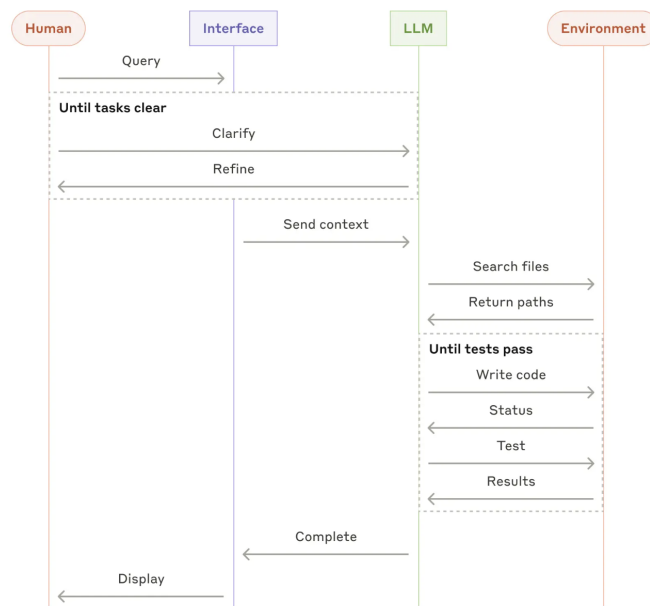 Human
Interface
LLM
Environment
Query
Until tasks clear
Clarify
Refine
Send context
Search files
Return paths
Until tests pass
Write code
Status
Test
Results
Complete
Display